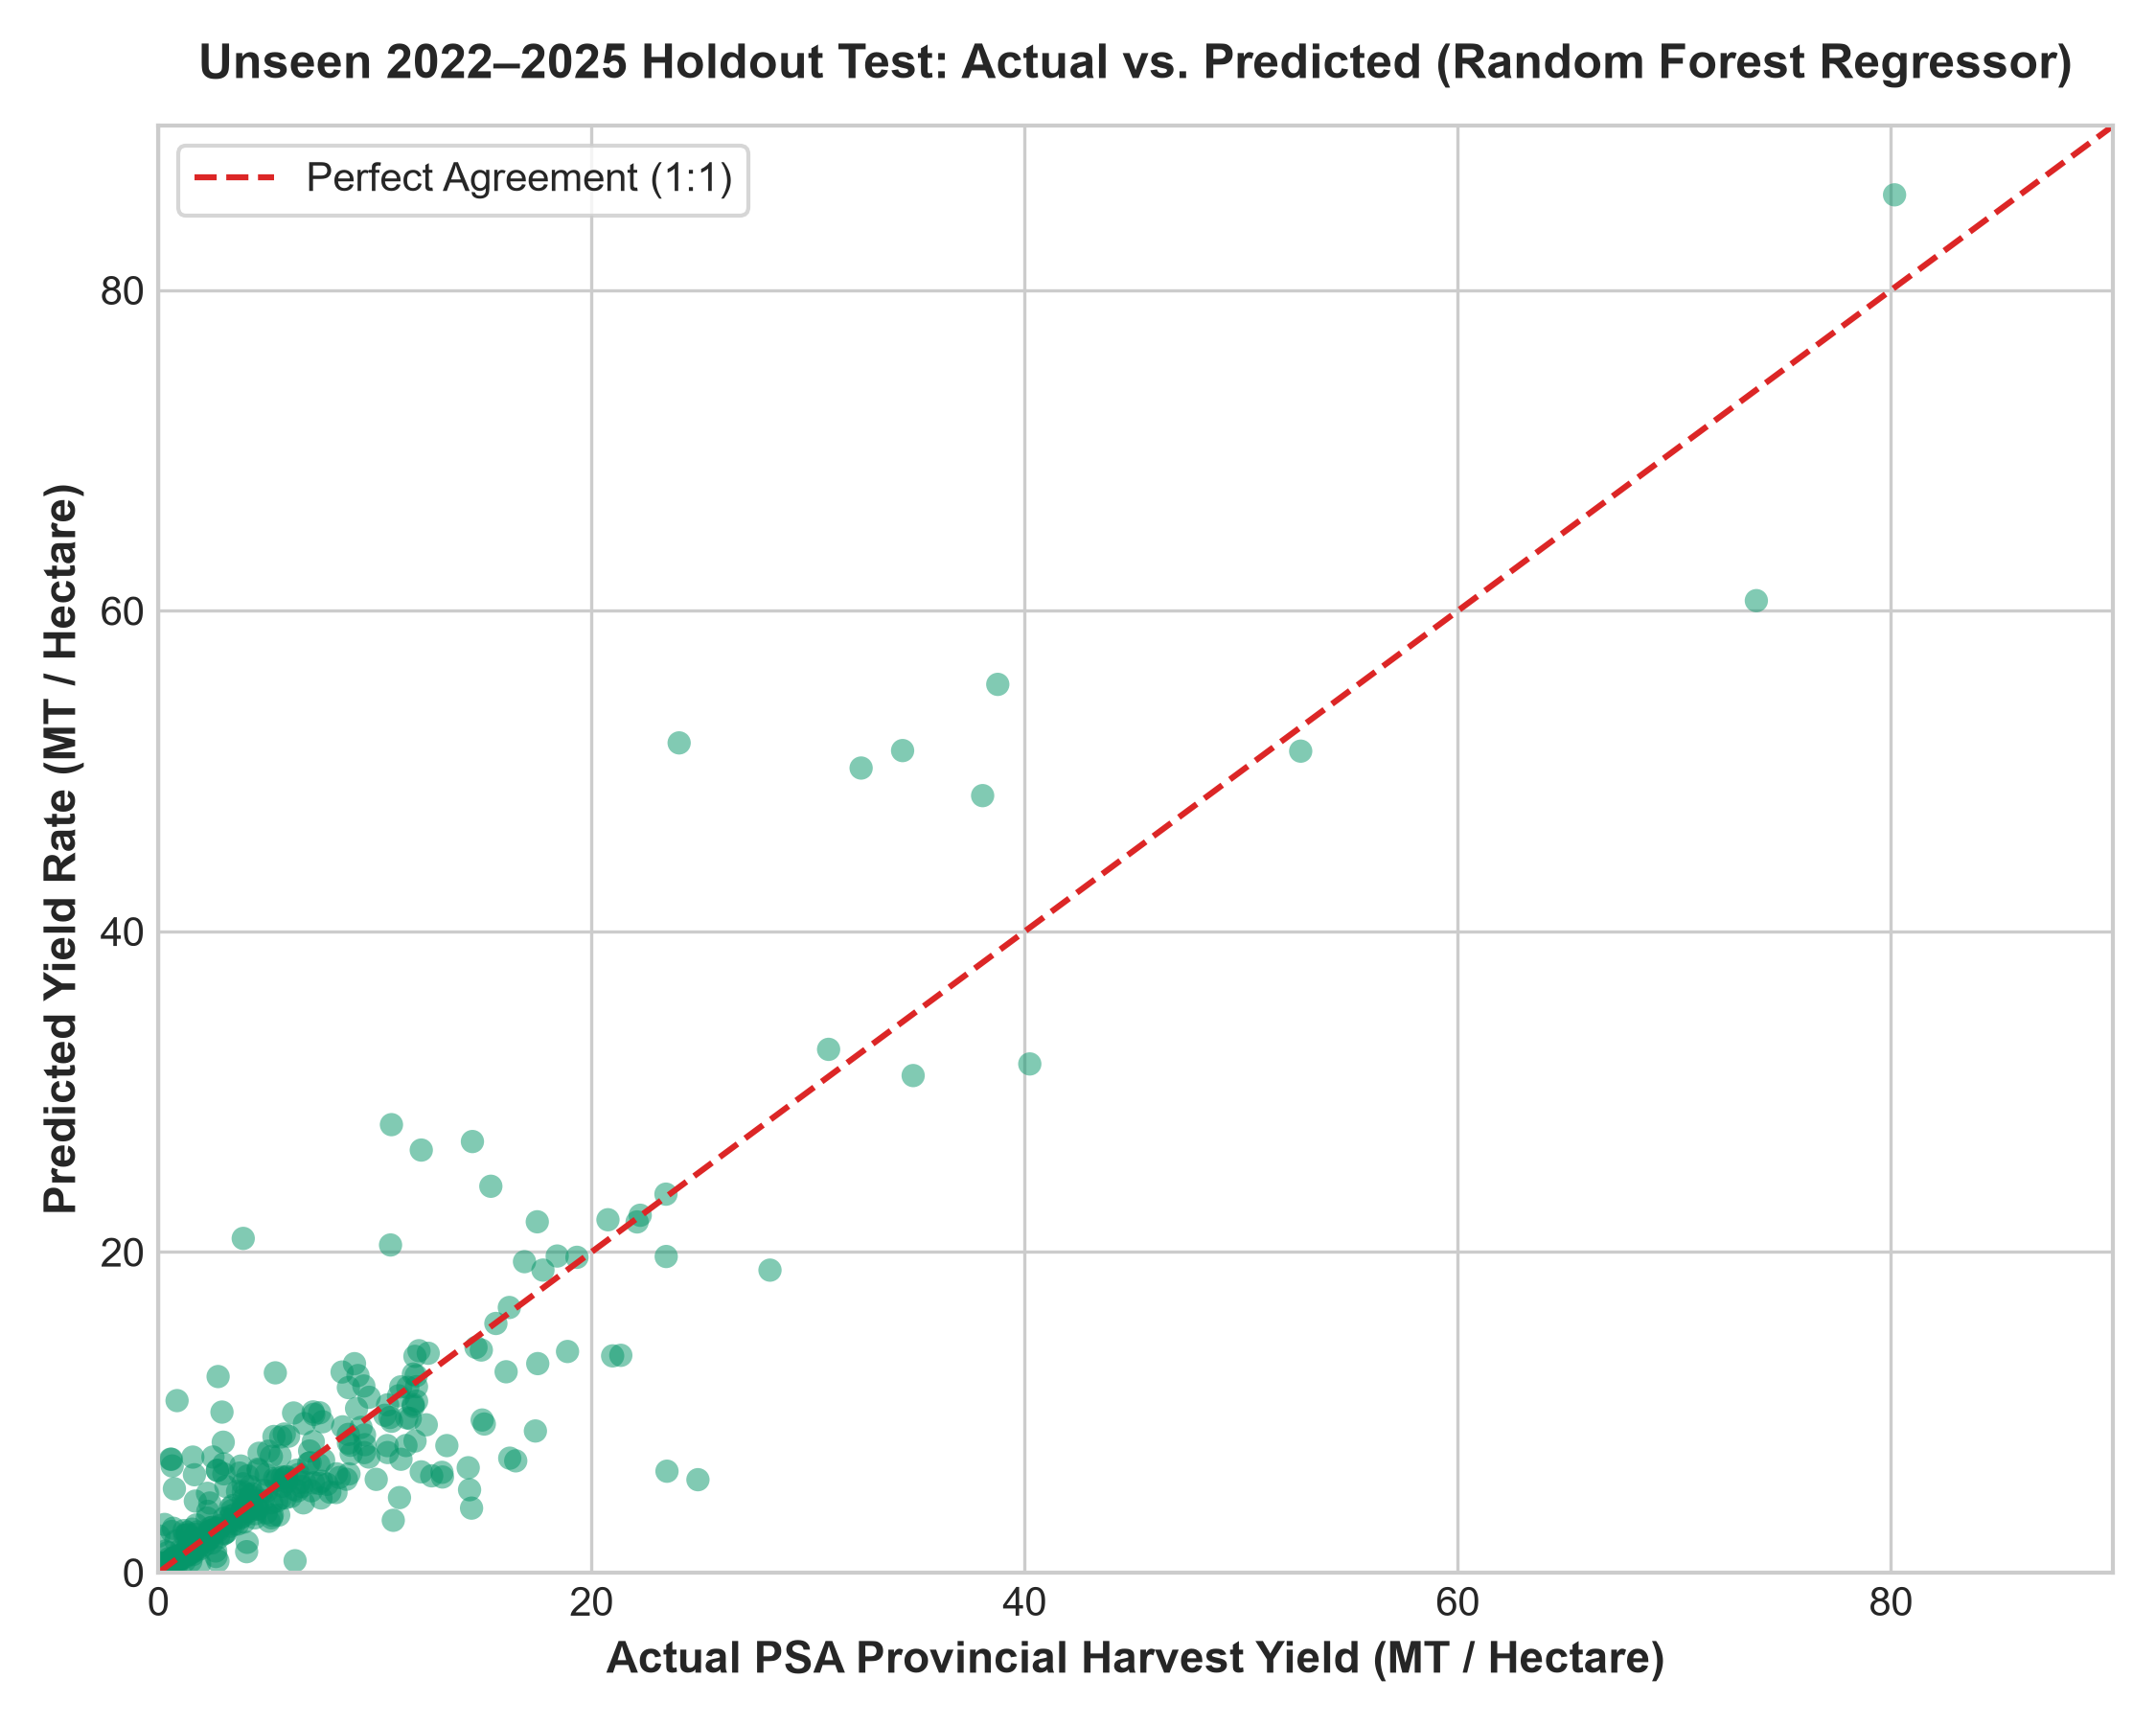 Unseen 2022–2025 Holdout Test: Actual vs. Predicted (Random Forest Regressor)
Perfect Agreement (1:1)
Predicted Yield Rate (MT / Hectare)
80
60
40
20
0
0 20 40 60 80
Actual PSA Provincial Harvest Yield (MT / Hectare)